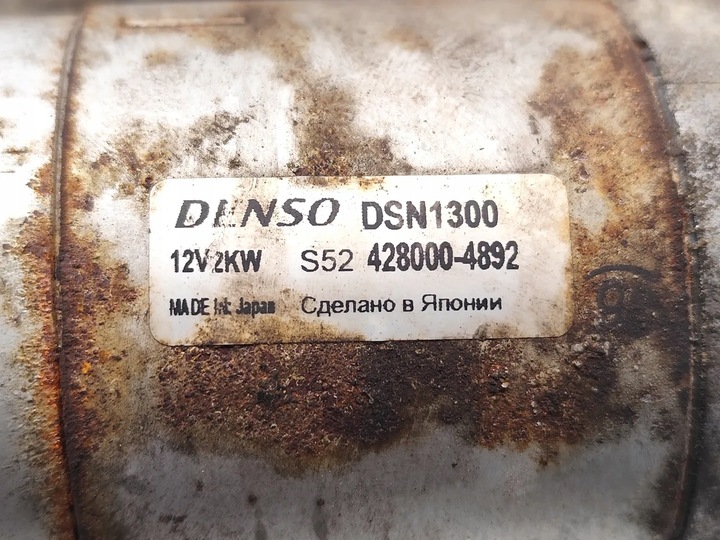 DENSO DSN1300
12V 2KW S52 428000-4892
MADE In: Japan Сделано в Японии